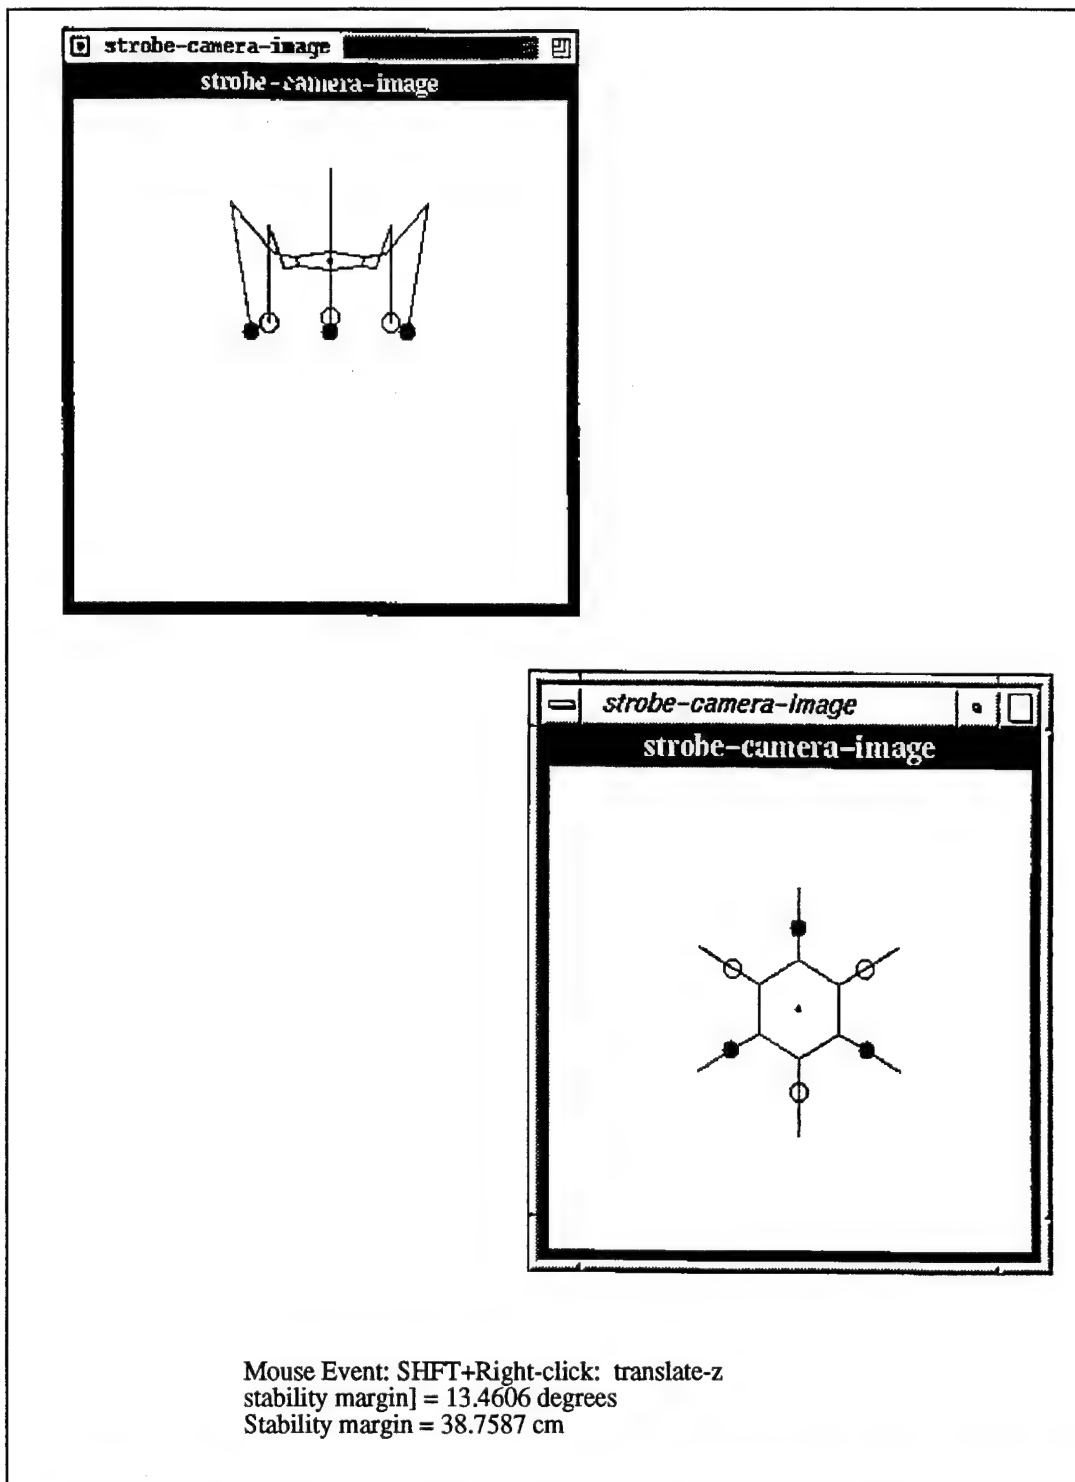 strobe-camera-image
strobe-camera-image
strobe-camera-image
strobe-camera-image
Mouse Event: SHFT+Right-click: translate-z
stability margin] = 13.4606 degrees
Stability margin = 38.7587 cm